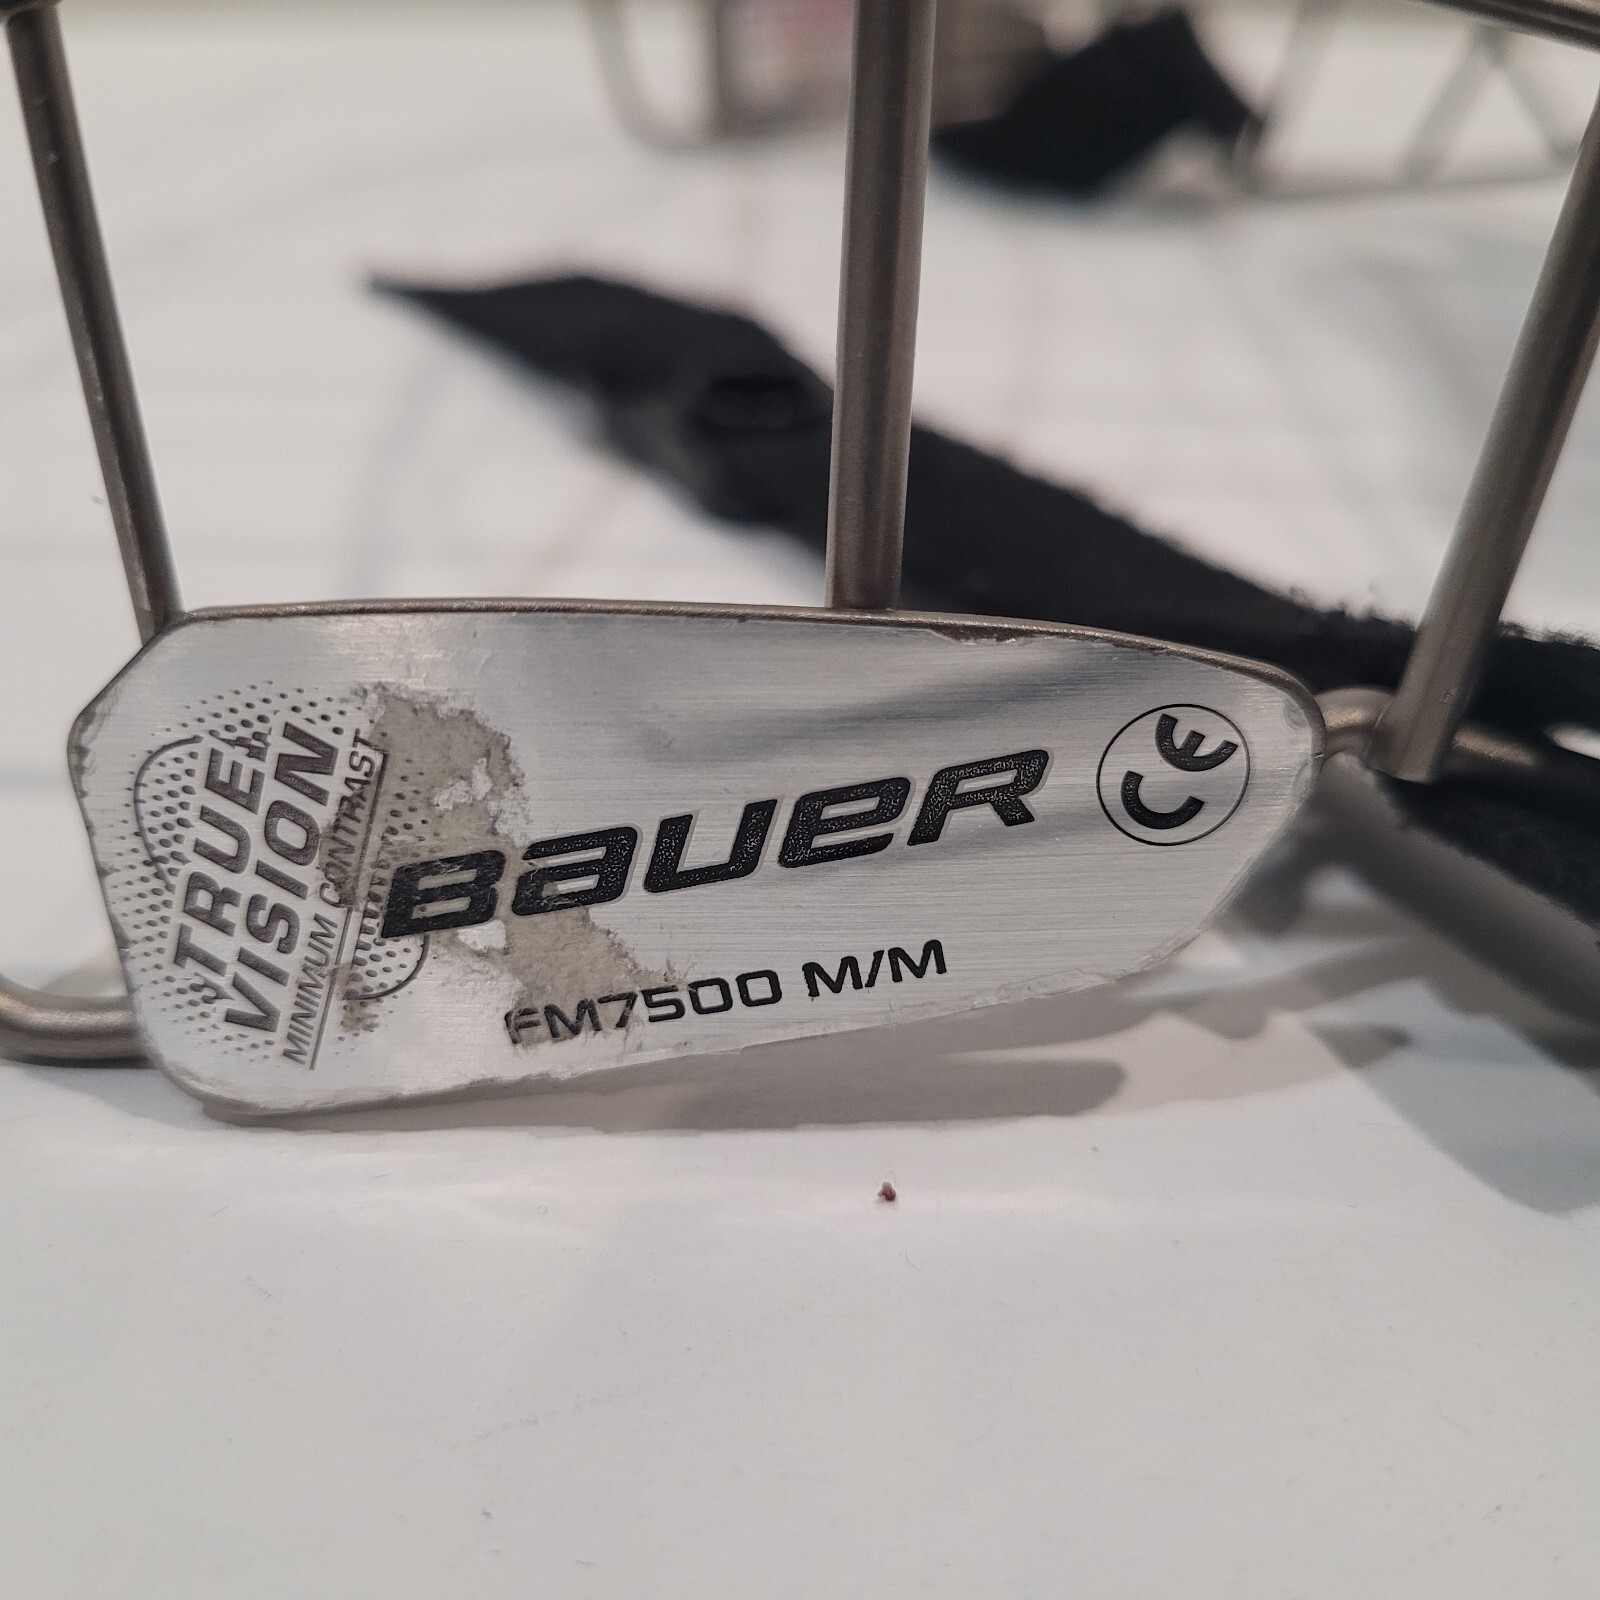 TRUE
VISION
MINIMUM CONTRAST
BAUER
FM7500 M/M
CE